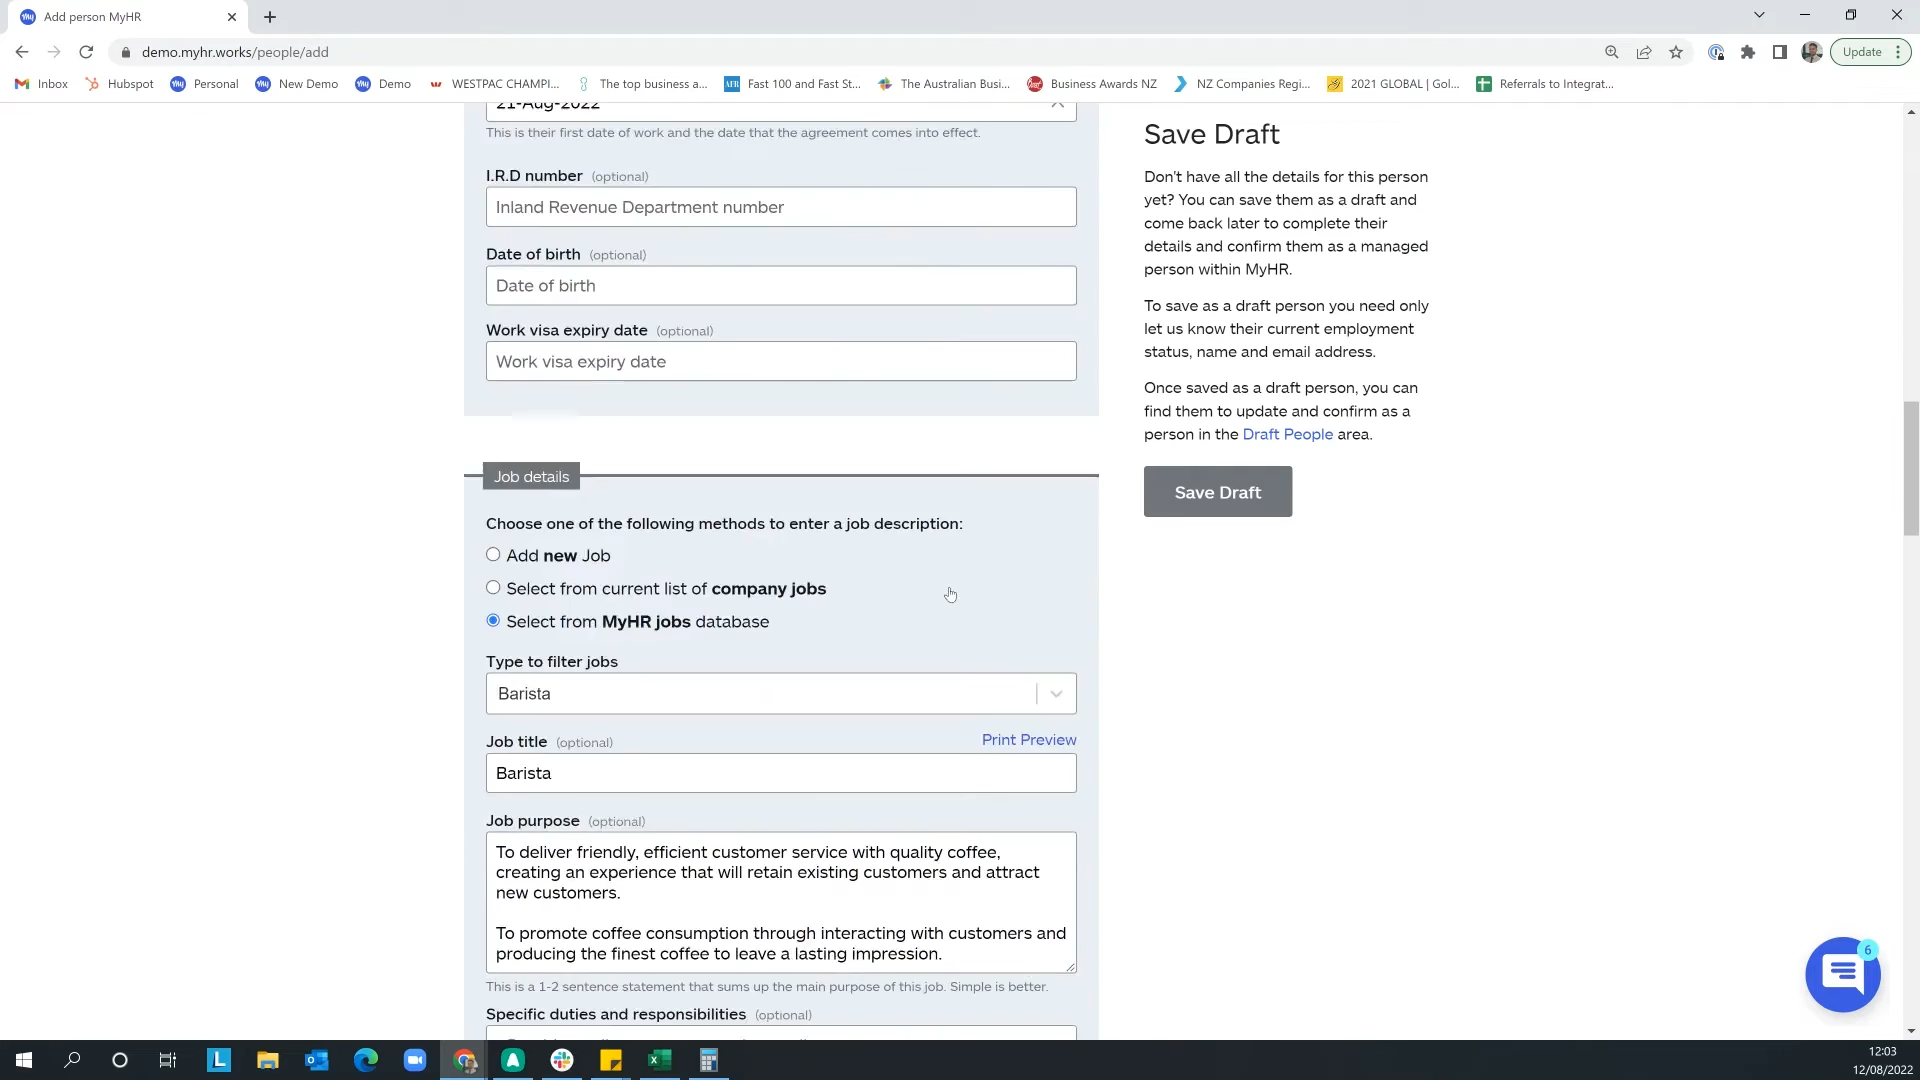 Add person MyHR
demo.myhr.works/people/add
Update
Inbox
Hubspot
Personal
New Demo
Demo
WESTPAC CHAMPI...
The top business a...
Fast 100 and Fast St...
The Australian Busi...
Business Awards NZ
NZ Companies Regi...
2021 GLOBAL | Gol...
Referrals to Integrat...
21-Aug-2022
This is their first date of work and the date that the agreement comes into effect.
I.R.D number (optional)
Inland Revenue Department number
Date of birth (optional)
Date of birth
Work visa expiry date (optional)
Work visa expiry date
Job details
Choose one of the following methods to enter a job description:
Add new Job
Select from current list of company jobs
Select from MyHR jobs database
Type to filter jobs
Barista
Job title (optional)
Print Preview
Barista
Job purpose (optional)
To deliver friendly, efficient customer service with quality coffee,
creating an experience that will retain existing customers and attract
new customers.
To promote coffee consumption through interacting with customers and
producing the finest coffee to leave a lasting impression.
This is a 1-2 sentence statement that sums up the main purpose of this job. Simple is better.
Specific duties and responsibilities (optional)
Save Draft
Don't have all the details for this person
yet? You can save them as a draft and
come back later to complete their
details and confirm them as a managed
person within MyHR.
To save as a draft person you need only
let us know their current employment
status, name and email address.
Once saved as a draft person, you can
find them to update and confirm as a
person in the Draft People area.
Save Draft
6
12:03
12/08/2022